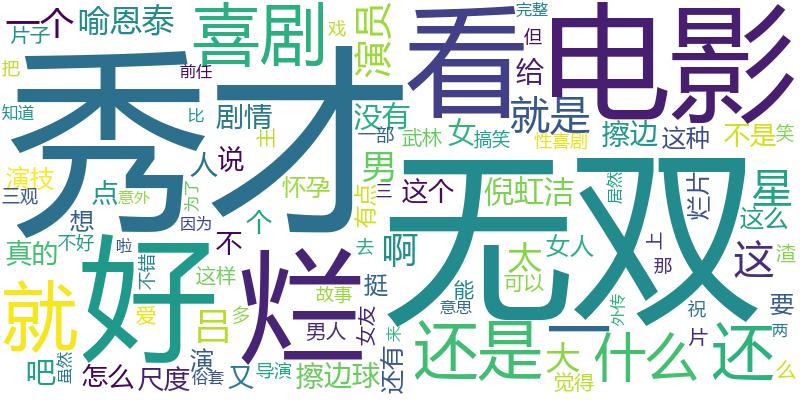 一个
喻恩泰
喜剧
演员
看
完整
电影
片子
戏
但
把
前任
给
秀才
知道
比
剧情
没有
就是
一部
武林
女
搞笑
性喜剧
擦边
这种
不是
笑
演技
人
说
主
男
三观
点
意外
为了
怀孕
有点
这个
三
倪虹洁
居然
烂片
星
想
因为
个
无双
这么
真的
不好
啦
不
去
啊
太
女人
上
那
这
渣
好
不错
这样
烂
挺
能
可以
就
爱
吕
多
故事
意思
外传
祝
要
男人
女友
来
一
片
两
还是
什么
还
吧
虽然
怎么
尺度
演
俗套
又
导演
擦边球
还有
大
觉得
么